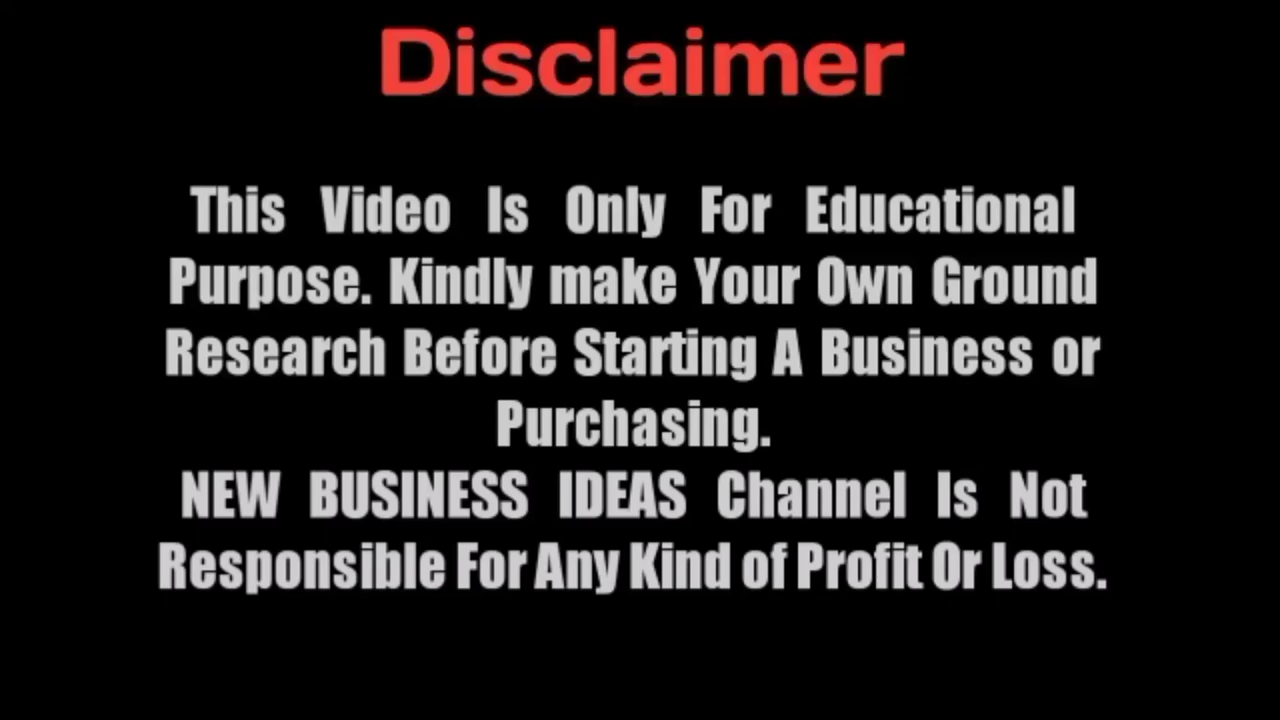 Disclaimer
This Video Is Only For Educational
Purpose. Kindly make Your Own Ground
Research Before Starting A Business or
Purchasing.
NEW BUSINESS IDEAS Channel Is Not
Responsible For Any Kind of Profit Or Loss.